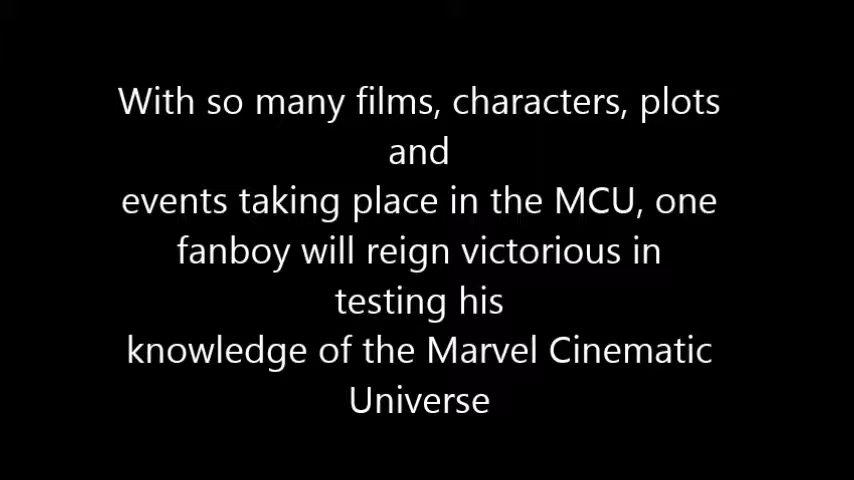 With so many films, characters, plots
and
events taking place in the MCU, one
fanboy will reign victorious in
testing his
knowledge of the Marvel Cinematic
Universe